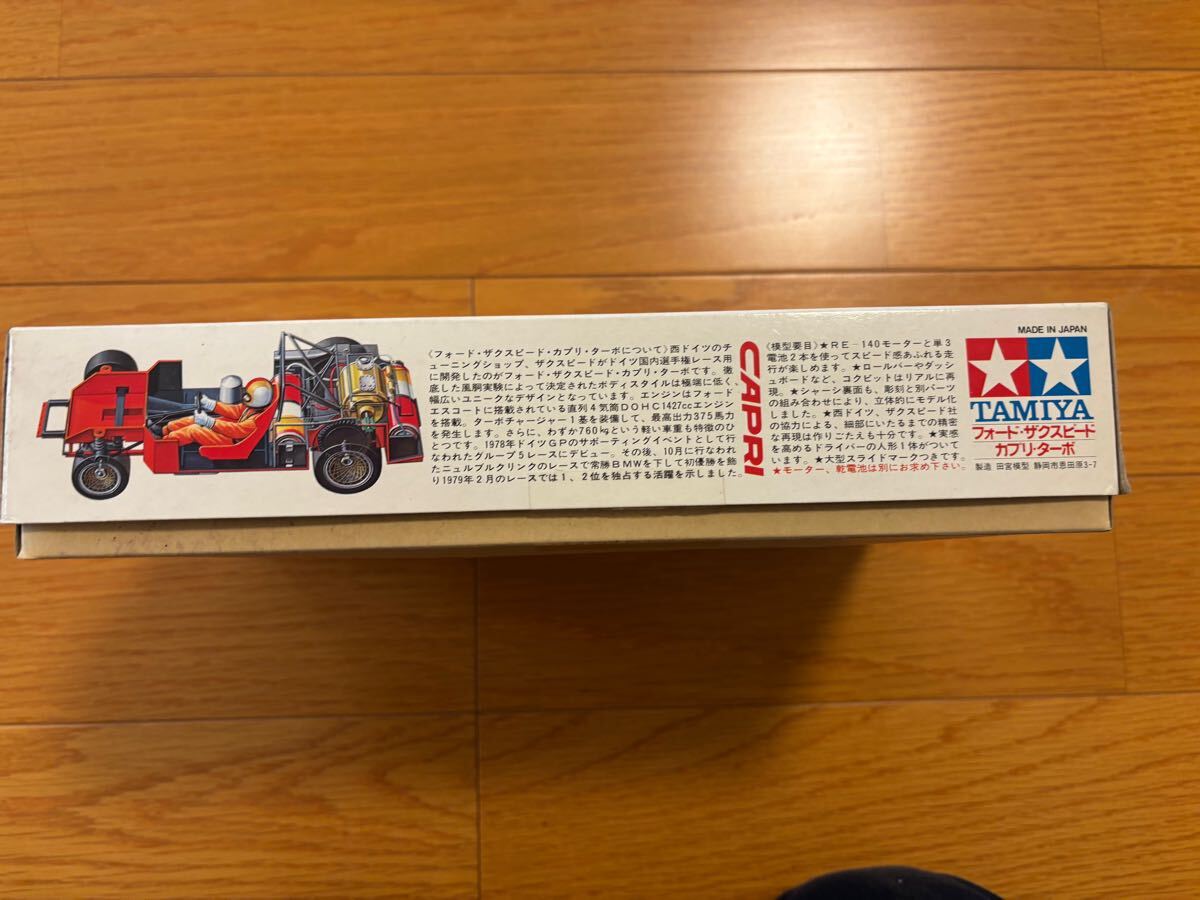 《フォード・ザクスピード・カプリ・ターボについて》西ドイツのチ
ューニングショップ、ザクスピードがドイツ国内選手権レース用
に開発したのがフォード・ザクスピード・カプリ・ターボです。徹
底した風胴実験によって決定されたボディスタイルは極端に低く、
幅広いユニークなデザインとなっています。エンジンはフォード
エスコートに搭載されている直列4気筒DOHC1427ccエンジン
を搭載。ターボチャージャー1基を装備して、最高出力375馬力
を発生します。さらに、わずか760kgという軽い車重も特徴のひ
とつです。1978年ドイツGPのサポーティングイベントとして行
なわれたグループ5レースにデビュー。その後、10月に行なわれ
たニュルブルクリンクのレースで常勝BMWを下して初優勝を飾
り1979年2月のレースでは1、2位を独占する活躍を示しました。
CAPRI
《模型要目》★RE-140モーターと単3
電池2本を使ってスピード感あふれる走
行が楽しめます。★ロールバーやダッシ
ュボードなど、コクピットはリアルに再
現。★シャーシ裏面も、彫刻と別パーツ
の組み合わせにより、立体的にモデル化
しました。★西ドイツ、ザクスピード社
の協力による、細部にいたるまでの精密
な再現は作りごたえも十分です。★実感
を高めるドライバーの人形1体がついて
います。★大型スライドマークつきです。
★モーター、乾電池は別にお求め下さい。
MADE IN JAPAN
TAMIYA
フォード・ザクスピード
カプリ・ターボ
製造 田宮模型 静岡市恩田原3-7